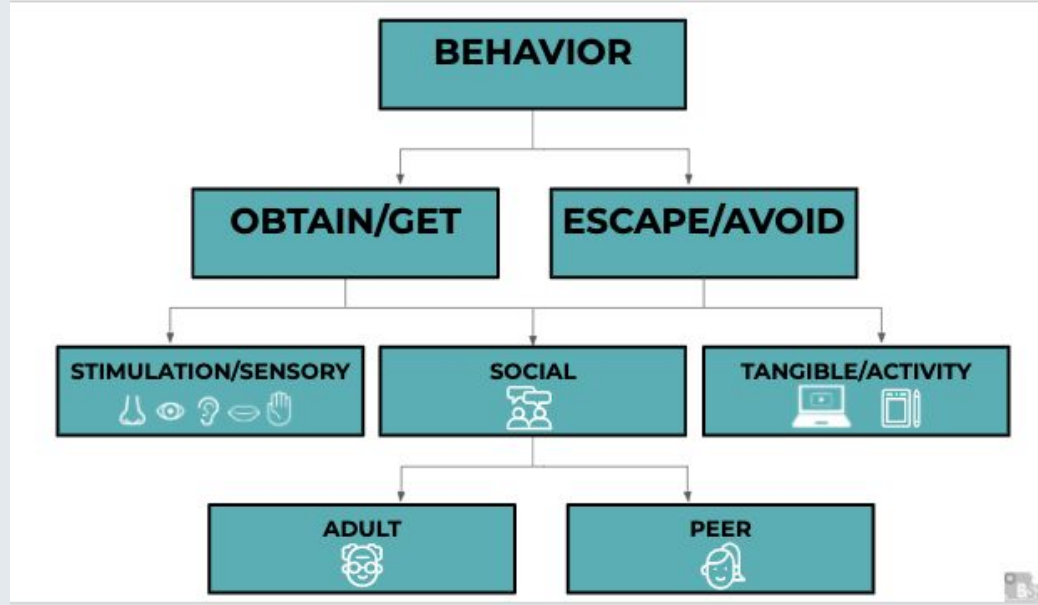 BEHAVIOR
OBTAIN/GET
ESCAPE/AVOID
STIMULATION/SENSORY
SOCIAL
TANGIBLE/ACTIVITY
ADULT
PEER